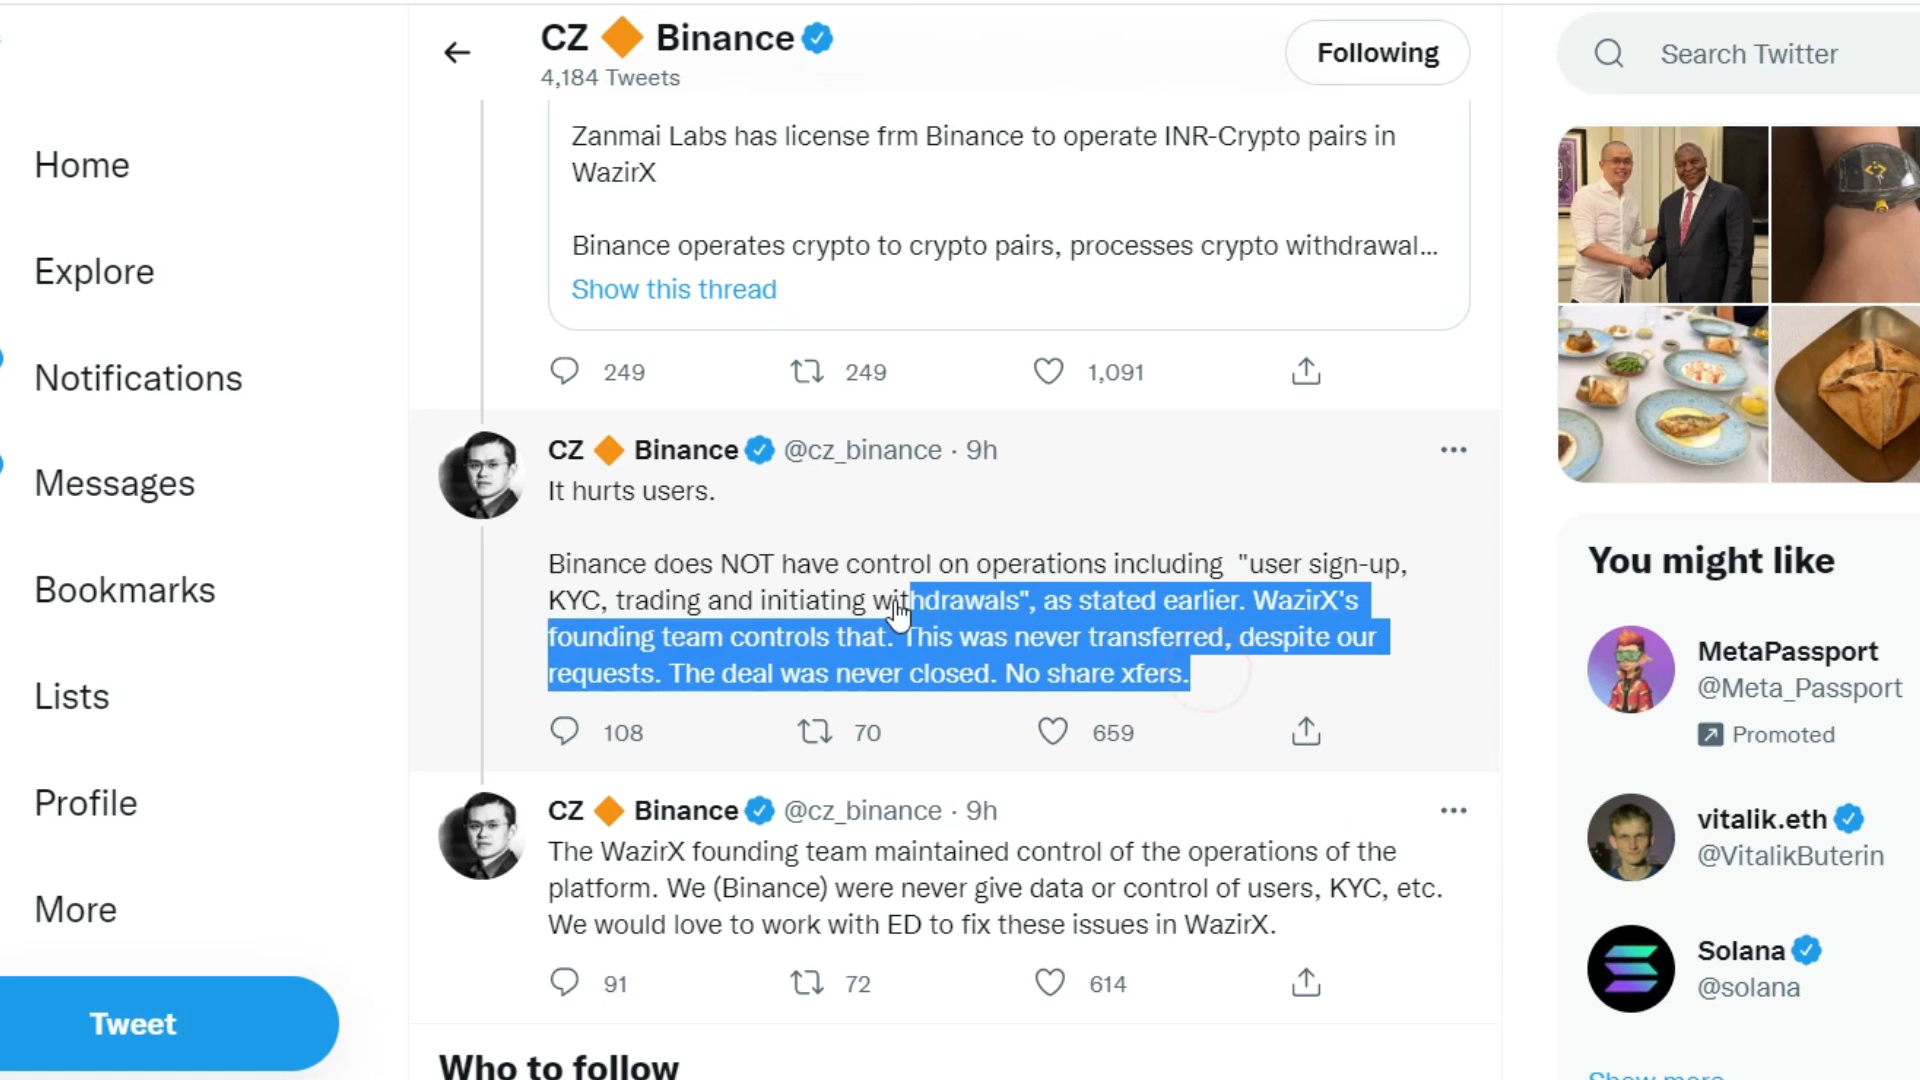 CZ 🔶 Binance
4,184 Tweets
Following
Search Twitter
Home
Explore
Notifications
Messages
Bookmarks
Lists
Profile
More
Tweet
Zanmai Labs has license frm Binance to operate INR-Crypto pairs in
WazirX
Binance operates crypto to crypto pairs, processes crypto withdrawal...
Show this thread
249 249 1,091
CZ 🔶 Binance @cz_binance · 9h
It hurts users.
Binance does NOT have control on operations including "user sign-up,
KYC, trading and initiating withdrawals", as stated earlier. WazirX's
founding team controls that. This was never transferred, despite our
requests. The deal was never closed. No share xfers.
108 70 659
CZ 🔶 Binance @cz_binance · 9h
The WazirX founding team maintained control of the operations of the
platform. We (Binance) were never give data or control of users, KYC, etc.
We would love to work with ED to fix these issues in WazirX.
91 72 614
Who to follow
You might like
MetaPassport
@Meta_Passport
Promoted
vitalik.eth
@VitalikButerin
Solana
@solana
Show more